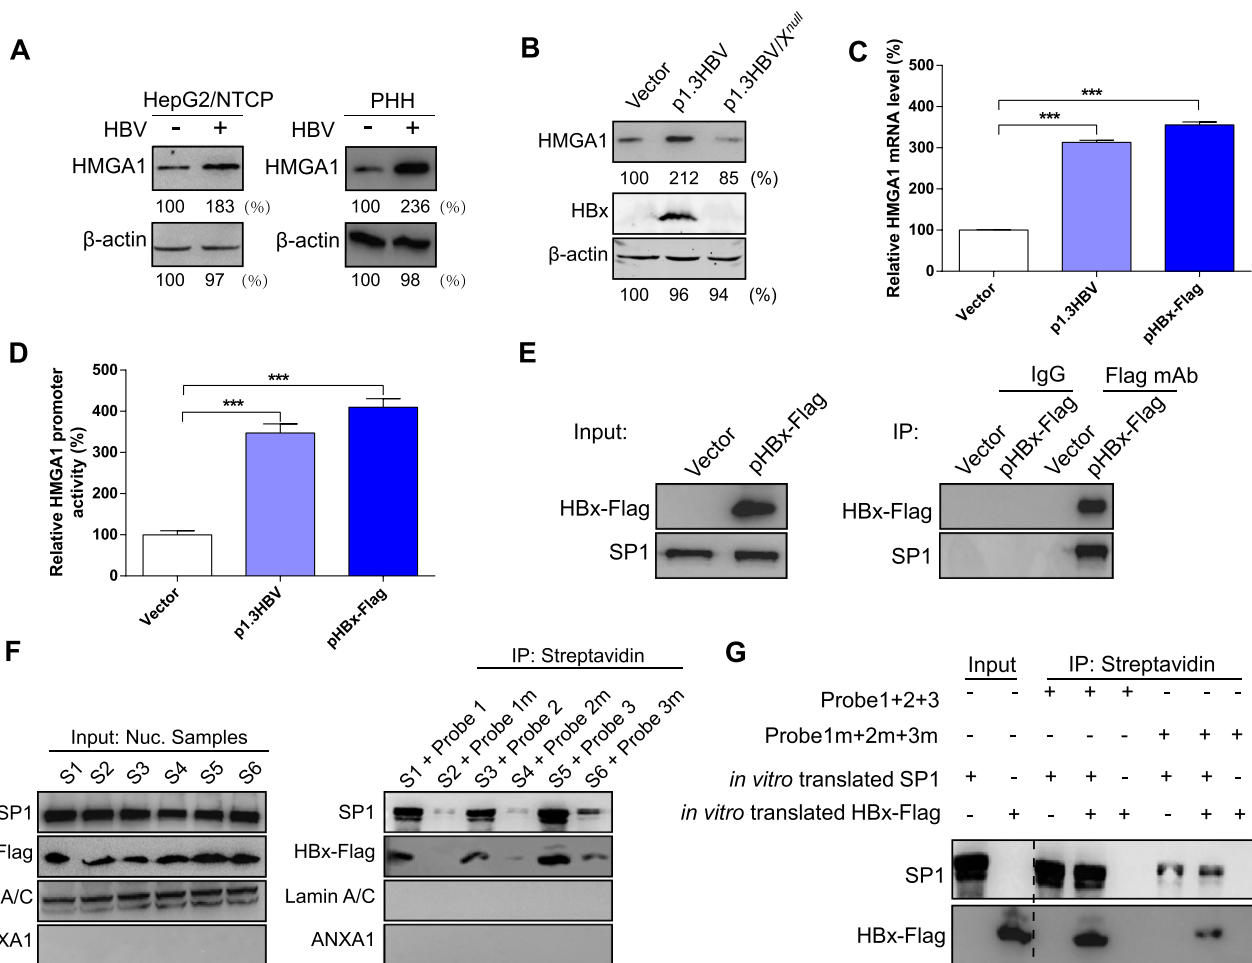 A
HepG2/NTCP
PHH
HBV - +
HBV - +
HMGA1
HMGA1
100 183 (%)
100 236 (%)
β-actin
β-actin
100 97 (%)
100 98 (%)
B
Vector
p1.3HBV
p1.3HBV/Xnull
HMGA1
100 212 85 (%)
HBx
β-actin
100 96 94 (%)
C
Relative HMGA1 mRNA level (%)
500
400
300
200
100
0
***
***
Vector
p1.3HBV
pHBx-Flag
D
Relative HMGA1 promoter
activity (%)
500
400
300
200
100
0
***
***
Vector
p1.3HBV
pHBx-Flag
E
Input:
Vector
pHBx-Flag
HBx-Flag
SP1
IP:
IgG
Flag mAb
Vector
pHBx-Flag
Vector
pHBx-Flag
HBx-Flag
SP1
F
Input: Nuc. Samples
S1 S2 S3 S4 S5 S6
SP1
Flag
A/C
XA1
IP: Streptavidin
S1 + Probe 1
S2 + Probe 1m
S3 + Probe 2
S4 + Probe 2m
S5 + Probe 3
S6 + Probe 3m
SP1
HBx-Flag
Lamin A/C
ANXA1
G
Input IP: Streptavidin
Probe1+2+3 - - + + + - - -
Probe1m+2m+3m - - - - - + + +
in vitro translated SP1 + - + + - + + -
in vitro translated HBx-Flag - + - + + - + +
SP1
HBx-Flag